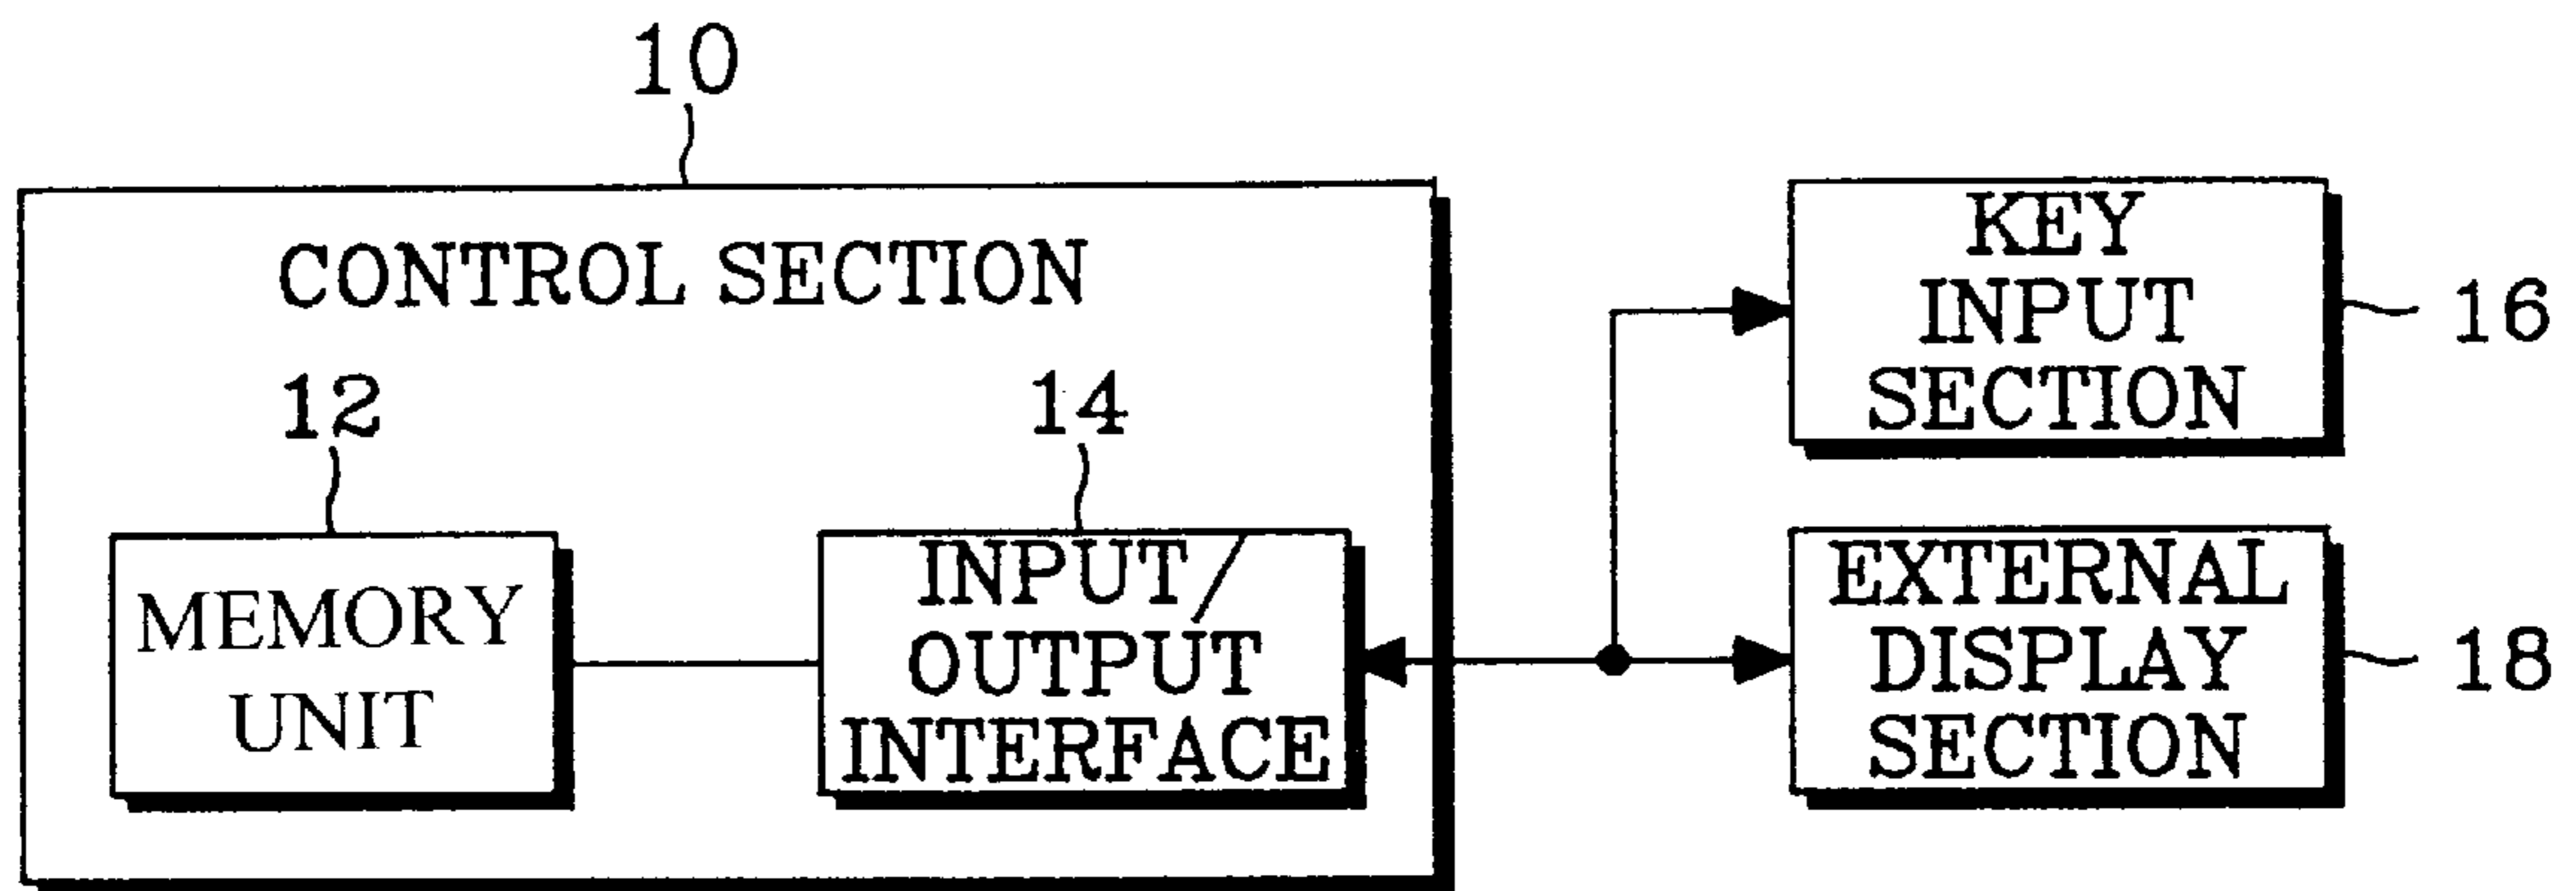 10
CONTROL SECTION
12
MEMORY
UNIT
14
INPUT/
OUTPUT
INTERFACE
KEY
INPUT
SECTION
16
EXTERNAL
DISPLAY
SECTION
18